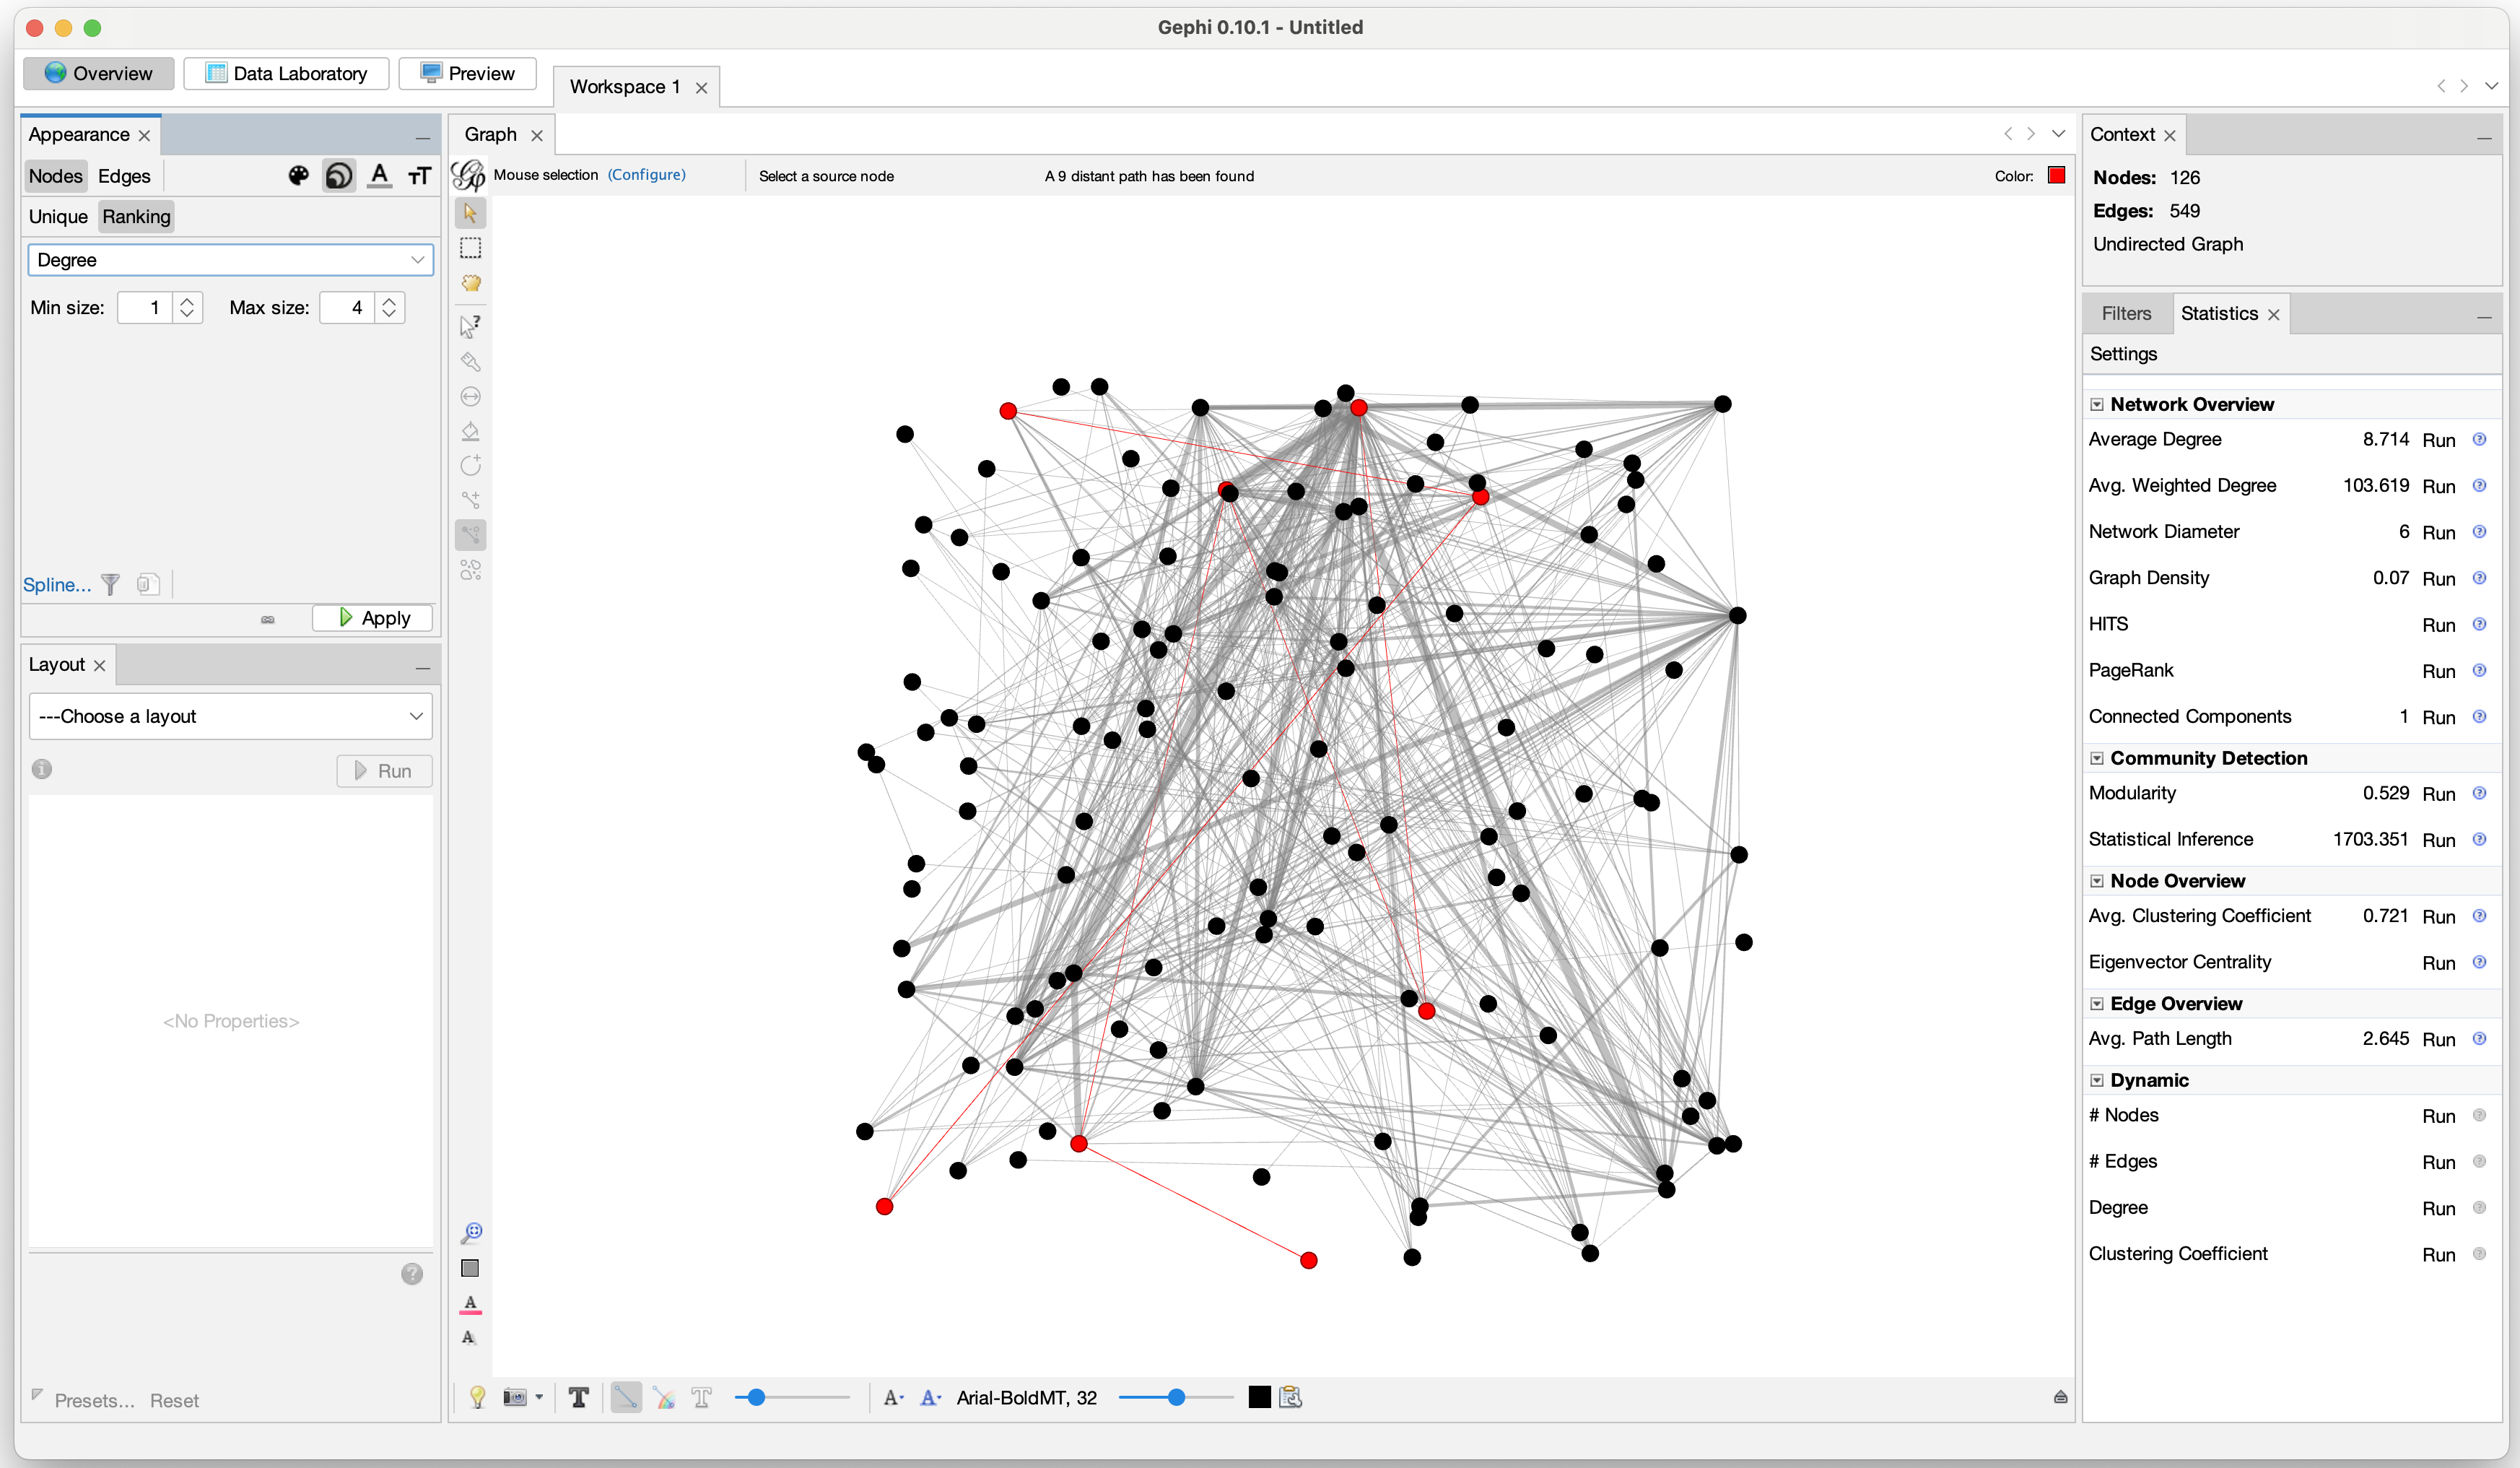 Gephi 0.10.1 - Untitled
Overview
Data Laboratory
Preview
Workspace 1
Appearance
Nodes Edges
Unique Ranking
Degree
Min size: 1 Max size: 4
Spline...
Apply
Layout
---Choose a layout
Run
<No Properties>
Presets... Reset
Graph
Mouse selection (Configure) Select a source node A 9 distant path has been found Color:
Arial-BoldMT, 32
Context
Nodes: 126
Edges: 549
Undirected Graph
Filters Statistics
Settings
Network Overview
Average Degree 8.714 Run
Avg. Weighted Degree 103.619 Run
Network Diameter 6 Run
Graph Density 0.07 Run
HITS Run
PageRank Run
Connected Components 1 Run
Community Detection
Modularity 0.529 Run
Statistical Inference 1703.351 Run
Node Overview
Avg. Clustering Coefficient 0.721 Run
Eigenvector Centrality Run
Edge Overview
Avg. Path Length 2.645 Run
Dynamic
# Nodes Run
# Edges Run
Degree Run
Clustering Coefficient Run